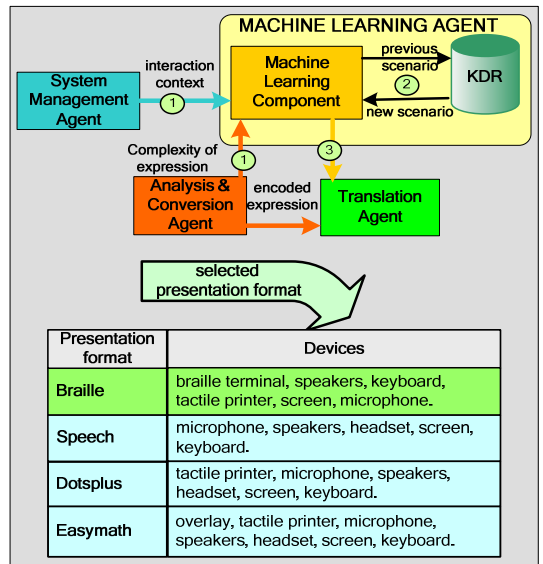 MACHINE LEARNING AGENT
System
Management
Agent
interaction
context
1
Machine
Learning
Component
previous
scenario
2
new scenario
KDR
Complexity of
expression
1
3
Analysis &
Conversion
Agent
encoded
expression
Translation
Agent
selected
presentation format
Presentation
format
Devices
Braille
braille terminal, speakers, keyboard,
tactile printer, screen, microphone.
Speech
microphone, speakers, headset, screen,
keyboard.
Dotsplus
tactile printer, microphone, speakers,
headset, screen, keyboard.
Easymath
overlay, tactile printer, microphone,
speakers, headset, screen, keyboard.